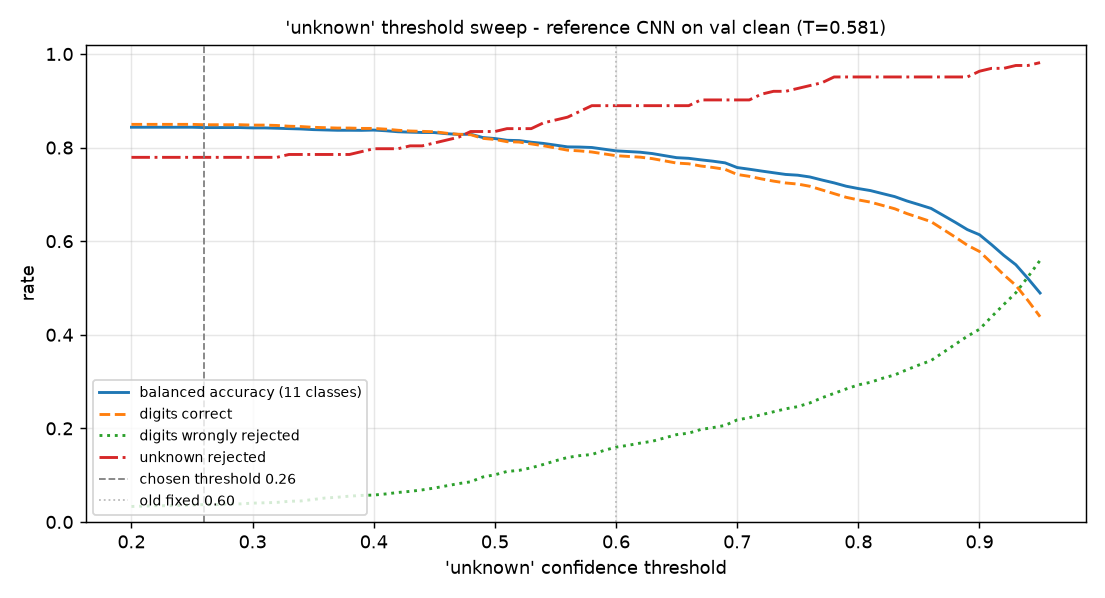 'unknown' threshold sweep - reference CNN on val clean (T=0.581)
1.0
0.8
0.6
0.4
0.2
0.0
rate
balanced accuracy (11 classes)
digits correct
digits wrongly rejected
unknown rejected
chosen threshold 0.26
old fixed 0.60
0.2 0.3 0.4 0.5 0.6 0.7 0.8 0.9
'unknown' confidence threshold